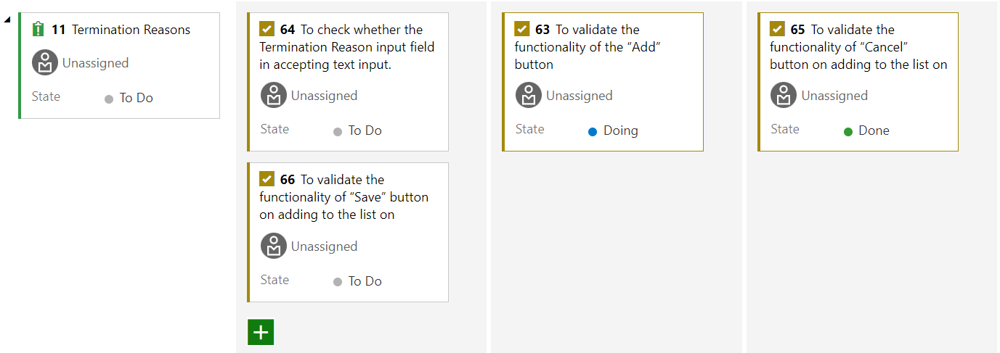 11 Termination Reasons
Unassigned
State To Do
64 To check whether the
Termination Reason input field
in accepting text input.
Unassigned
State To Do
66 To validate the
functionality of “Save” button
on adding to the list on
Unassigned
State To Do
63 To validate the
functionality of the “Add”
button
Unassigned
State Doing
65 To validate the
functionality of “Cancel”
button on adding to the list on
Unassigned
State Done